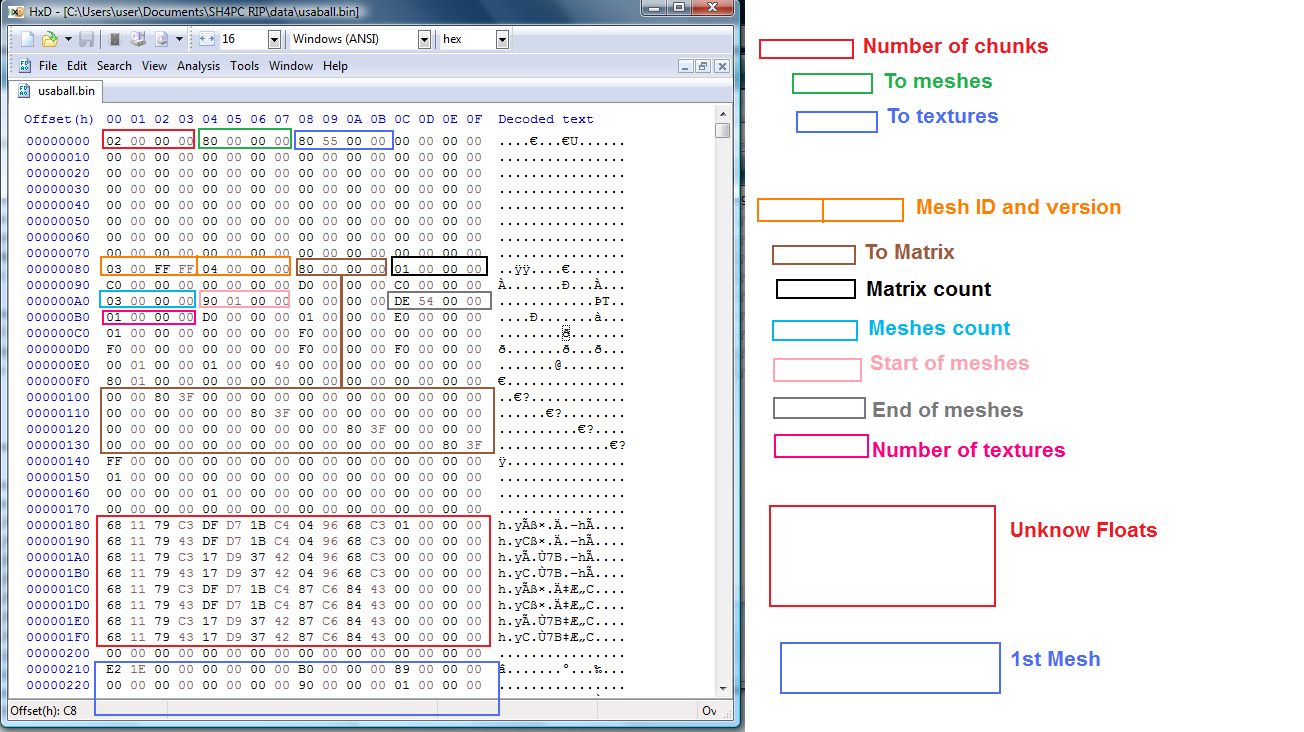 HxD - [C:\Users\user\Documents\SH4PC RIP\data\usaball.bin]
16 Windows (ANSI) hex
File Edit Search View Analysis Tools Window Help
usaball.bin
Offset(h) 00 01 02 03 04 05 06 07 08 09 0A 0B 0C 0D 0E 0F Decoded text
00000000 02 00 00 00 80 00 00 00 80 55 00 00 00 00 00 00 ....€...€U......
00000010 00 00 00 00 00 00 00 00 00 00 00 00 00 00 00 00 ................
00000020 00 00 00 00 00 00 00 00 00 00 00 00 00 00 00 00 ................
00000030 00 00 00 00 00 00 00 00 00 00 00 00 00 00 00 00 ................
00000040 00 00 00 00 00 00 00 00 00 00 00 00 00 00 00 00 ................
00000050 00 00 00 00 00 00 00 00 00 00 00 00 00 00 00 00 ................
00000060 00 00 00 00 00 00 00 00 00 00 00 00 00 00 00 00 ................
00000070 00 00 00 00 00 00 00 00 00 00 00 00 00 00 00 00 ................
00000080 03 00 FF FF 04 00 00 00 80 00 00 00 01 00 00 00 ..ÿÿ....€.......
00000090 C0 00 00 00 00 00 00 00 D0 00 00 00 C0 00 00 00 À.......Ð...À...
000000A0 03 00 00 00 90 01 00 00 00 00 00 00 DE 54 00 00 ............ÞT..
000000B0 01 00 00 00 D0 00 00 00 01 00 00 00 E0 00 00 00 ....Ð.......à...
000000C0 01 00 00 00 00 00 00 00 F0 00 00 00 00 00 00 00 ........ð.......
000000D0 F0 00 00 00 00 00 00 00 F0 00 00 00 F0 00 00 00 ð.......ð...ð...
000000E0 00 01 00 00 01 00 40 00 00 00 00 00 00 00 00 00 .......@........
000000F0 80 01 00 00 00 00 00 00 00 00 00 00 00 00 00 00 €...............
00000100 00 00 80 3F 00 00 00 00 00 00 00 00 00 00 00 00 ..€?............
00000110 00 00 00 00 00 00 80 3F 00 00 00 00 00 00 00 00 ......€?........
00000120 00 00 00 00 00 00 00 00 00 00 80 3F 00 00 00 00 ..........€?....
00000130 00 00 00 00 00 00 00 00 00 00 00 00 00 00 80 3F ..............€?
00000140 FF 00 00 00 00 00 00 00 00 00 00 00 00 00 00 00 ÿ...............
00000150 01 00 00 00 00 00 00 00 00 00 00 00 00 00 00 00 ................
00000160 00 00 00 00 01 00 00 00 00 00 00 00 00 00 00 00 ................
00000170 00 00 00 00 00 00 00 00 00 00 00 00 00 00 00 00 ................
00000180 68 11 79 C3 DF D7 1B C4 04 96 68 C3 01 00 00 00 h.yÃß×.Ä.–hÃ....
00000190 68 11 79 43 DF D7 1B C4 04 96 68 C3 00 00 00 00 h.yCß×.Ä.–hÃ....
000001A0 68 11 79 C3 17 D9 37 42 04 96 68 C3 00 00 00 00 h.yÃ.Ù7B.–hÃ....
000001B0 68 11 79 43 17 D9 37 42 04 96 68 C3 00 00 00 00 h.yC.Ù7B.–hÃ....
000001C0 68 11 79 C3 DF D7 1B C4 87 C6 84 43 00 00 00 00 h.yÃß×.Ä‡Æ„C....
000001D0 68 11 79 43 DF D7 1B C4 87 C6 84 43 00 00 00 00 h.yCß×.Ä‡Æ„C....
000001E0 68 11 79 C3 17 D9 37 42 87 C6 84 43 00 00 00 00 h.yÃ.Ù7B‡Æ„C....
000001F0 68 11 79 43 17 D9 37 42 87 C6 84 43 00 00 00 00 h.yC.Ù7B‡Æ„C....
00000200 00 00 00 00 00 00 00 00 00 00 00 00 00 00 00 00 ................
00000210 E2 1E 00 00 00 00 00 00 B0 00 00 00 89 00 00 00 â.......°...‰...
00000220 00 00 00 00 00 00 00 00 90 00 00 00 01 00 00 00 ................
Offset(h): C8 Ov
Number of chunks
To meshes
To textures
Mesh ID and version
To Matrix
Matrix count
Meshes count
Start of meshes
End of meshes
Number of textures
Unknow Floats
1st Mesh